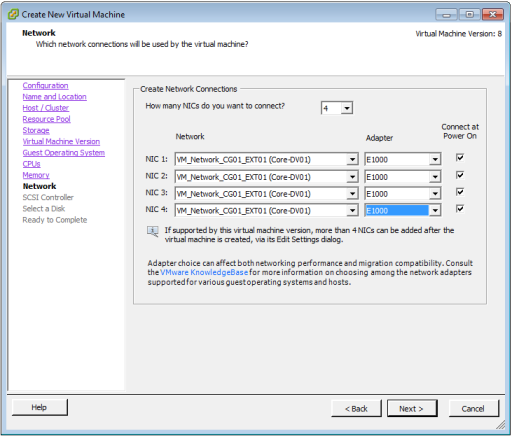 Create New Virtual Machine
Network
Which network connections will be used by the virtual machine?
Virtual Machine Version: 8
Configuration
Name and Location
Host / Cluster
Resource Pool
Storage
Virtual Machine Version
Guest Operating System
CPUs
Memory
Network
SCSI Controller
Select a Disk
Ready to Complete
Create Network Connections
How many NICs do you want to connect? 4
Network Adapter Connect at
Power On
NIC 1: VM_Network_CG01_EXT01 (Core-DV01) E1000
NIC 2: VM_Network_CG01_EXT01 (Core-DV01) E1000
NIC 3: VM_Network_CG01_EXT01 (Core-DV01) E1000
NIC 4: VM_Network_CG01_EXT01 (Core-DV01) E1000
If supported by this virtual machine version, more than 4 NICs can be added after the
virtual machine is created, via its Edit Settings dialog.
Adapter choice can affect both networking performance and migration compatibility. Consult
the VMware KnowledgeBase for more information on choosing among the network adapters
supported for various guest operating systems and hosts.
Help < Back Next > Cancel